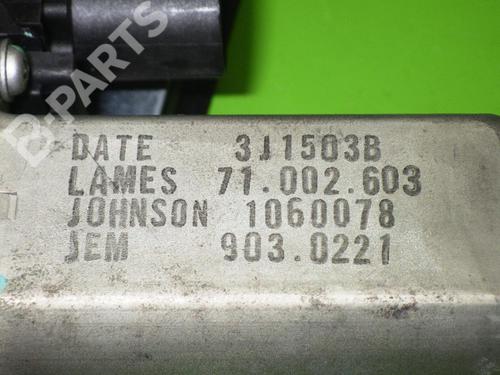 B-PARTS
DATE 3J1503B
LAMES 71.002.603
JOHNSON 1060078
JEM 903.0221